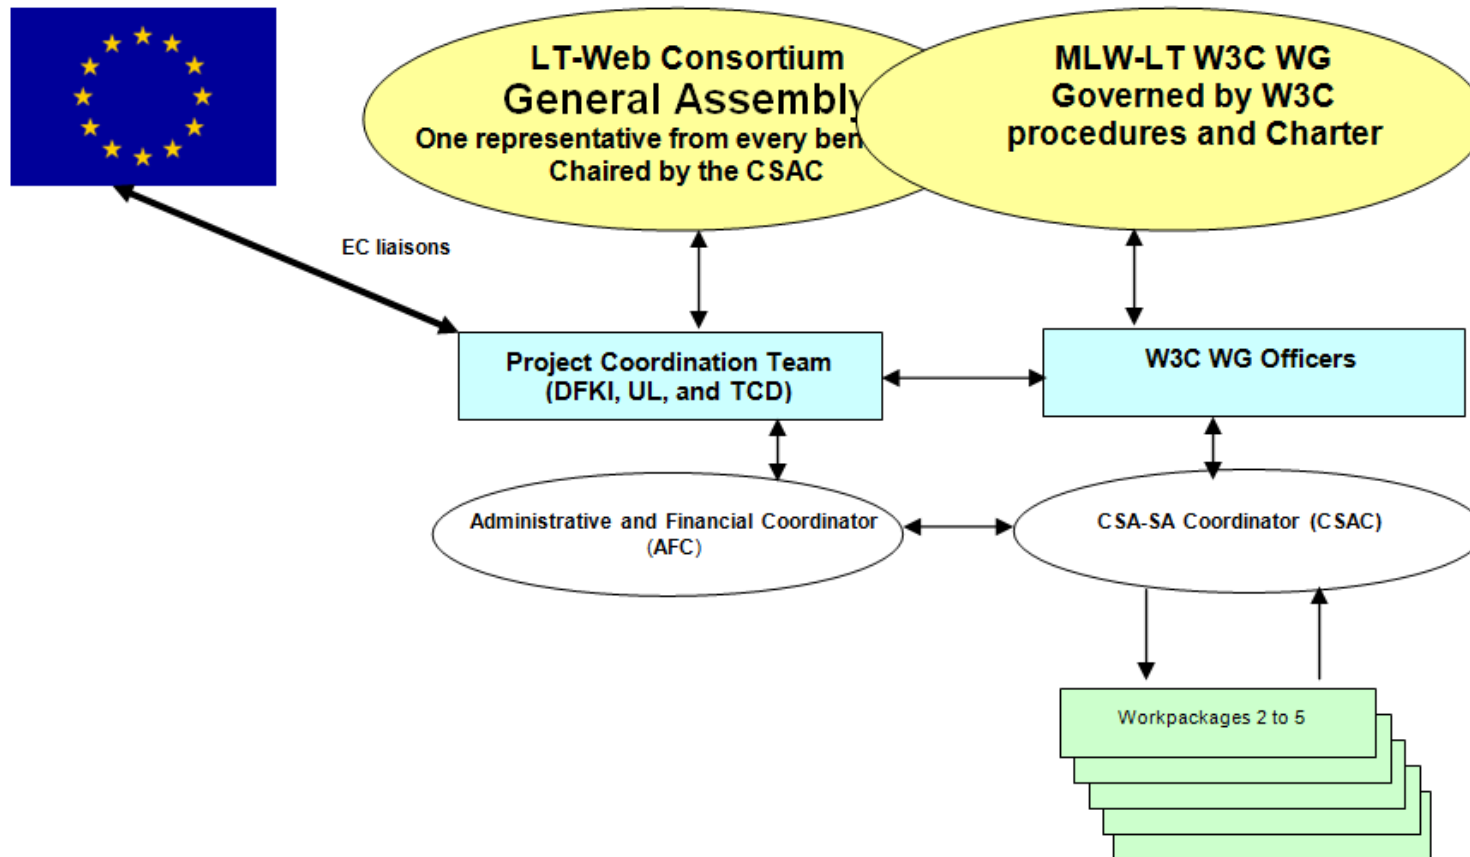 LT-Web Consortium
General Assembly
One representative from every ben
Chaired by the CSAC
MLW-LT W3C WG
Governed by W3C
procedures and Charter
EC liaisons
Project Coordination Team
(DFKI, UL, and TCD)
W3C WG Officers
Administrative and Financial Coordinator
(AFC)
CSA-SA Coordinator (CSAC)
Workpackages 2 to 5